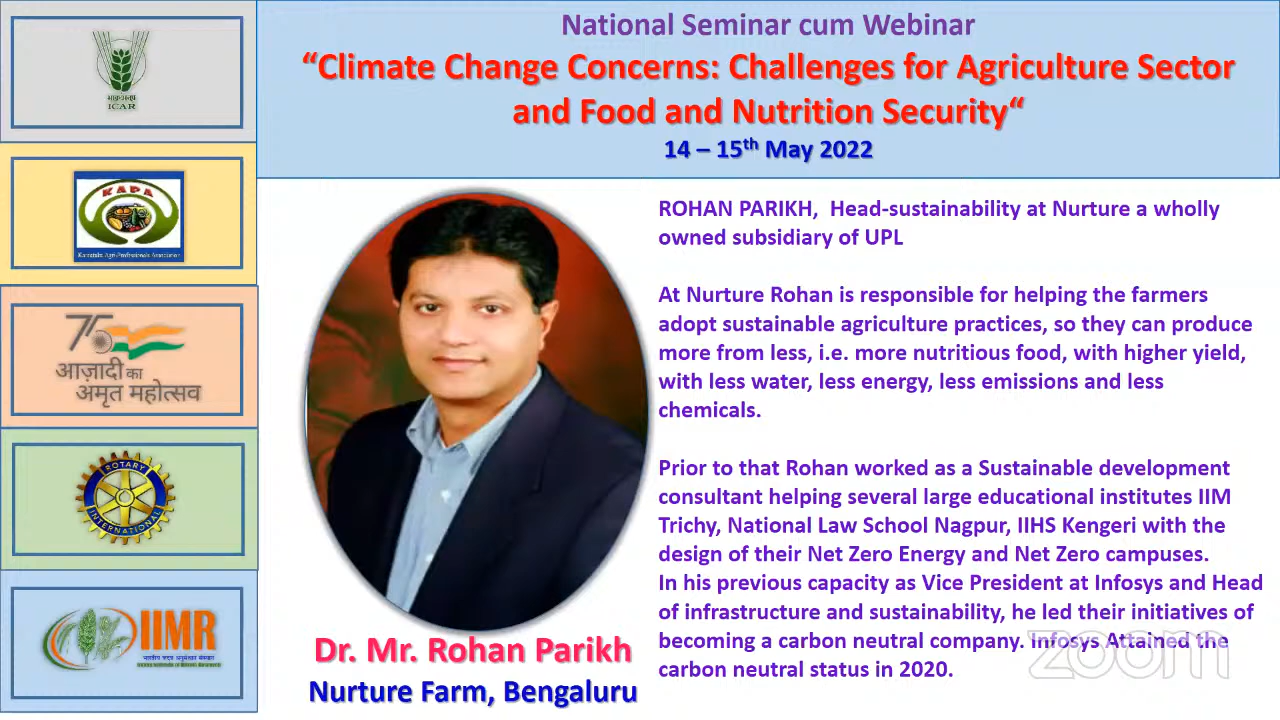 भाकृअनुप
ICAR
KAPA
Karnataka Agri-Professionals Association
75
आज़ादी का
अमृत महोत्सव
ROTARY
INTERNATIONAL
IIMR
National Seminar cum Webinar
“Climate Change Concerns: Challenges for Agriculture Sector
and Food and Nutrition Security“
14 – 15th May 2022
Dr. Mr. Rohan Parikh
Nurture Farm, Bengaluru
ROHAN PARIKH, Head-sustainability at Nurture a wholly
owned subsidiary of UPL
At Nurture Rohan is responsible for helping the farmers
adopt sustainable agriculture practices, so they can produce
more from less, i.e. more nutritious food, with higher yield,
with less water, less energy, less emissions and less
chemicals.
Prior to that Rohan worked as a Sustainable development
consultant helping several large educational institutes IIM
Trichy, National Law School Nagpur, IIHS Kengeri with the
design of their Net Zero Energy and Net Zero campuses.
In his previous capacity as Vice President at Infosys and Head
of infrastructure and sustainability, he led their initiatives of
becoming a carbon neutral company. Infosys Attained the
carbon neutral status in 2020.
zoom